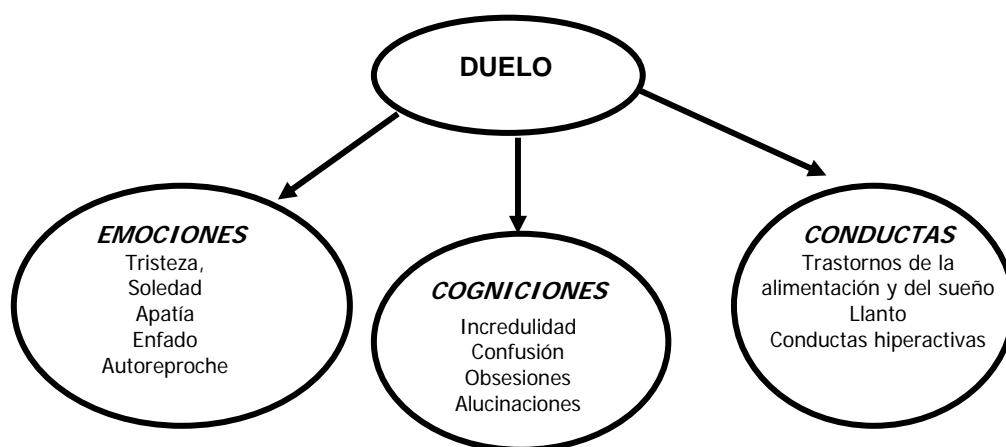 DUELO
EMOCIONES
Tristeza,
Soledad
Apatía
Enfado
Autoreproche
COGNICIONES
Incredulidad
Confusión
Obsesiones
Alucinaciones
CONDUCTAS
Trastornos de la
alimentación y del sueño
Llanto
Conductas hiperactivas